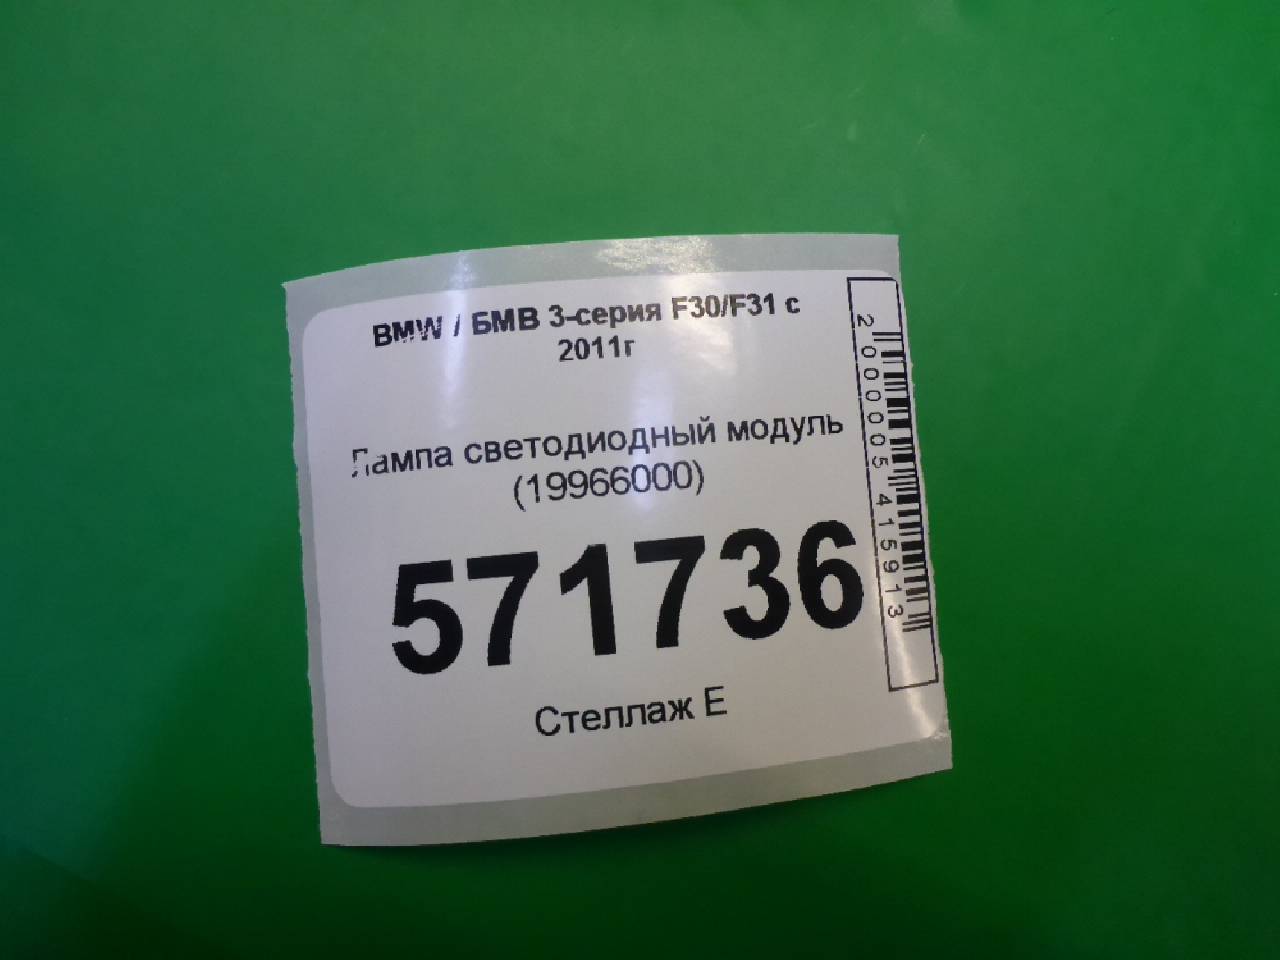 BMW / БМВ 3-серия F30/F31 с
2011г
Лампа светодиодный модуль
(19966000)
571736
Стеллаж Е
2000005415913